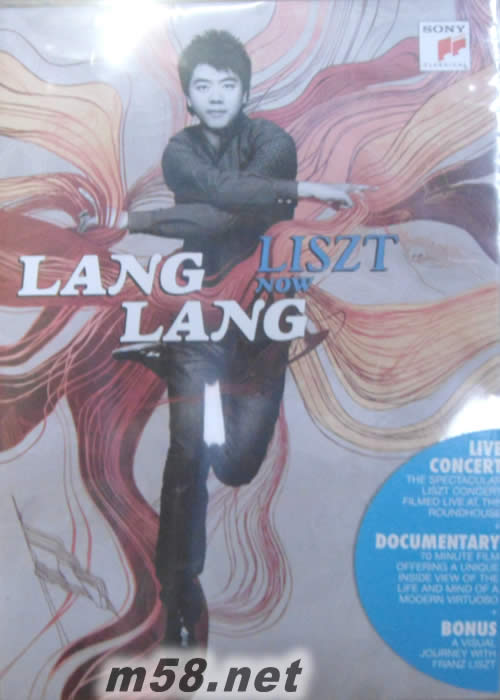 SONY
CLASSICAL
LISZT
NOW
LANG
LANG
LIVE
CONCERT
THE SPECTACULAR
LISZT CONCERT
FILMED LIVE AT THE
ROUNDHOUSE
DOCUMENTARY
70 MINUTE FILM
OFFERING A UNIQUE
INSIDE VIEW OF THE
LIFE AND MIND OF A
MODERN VIRTUOSO
+
BONUS
A VISUAL
JOURNEY WITH
FRANZ LISZT
m58.net